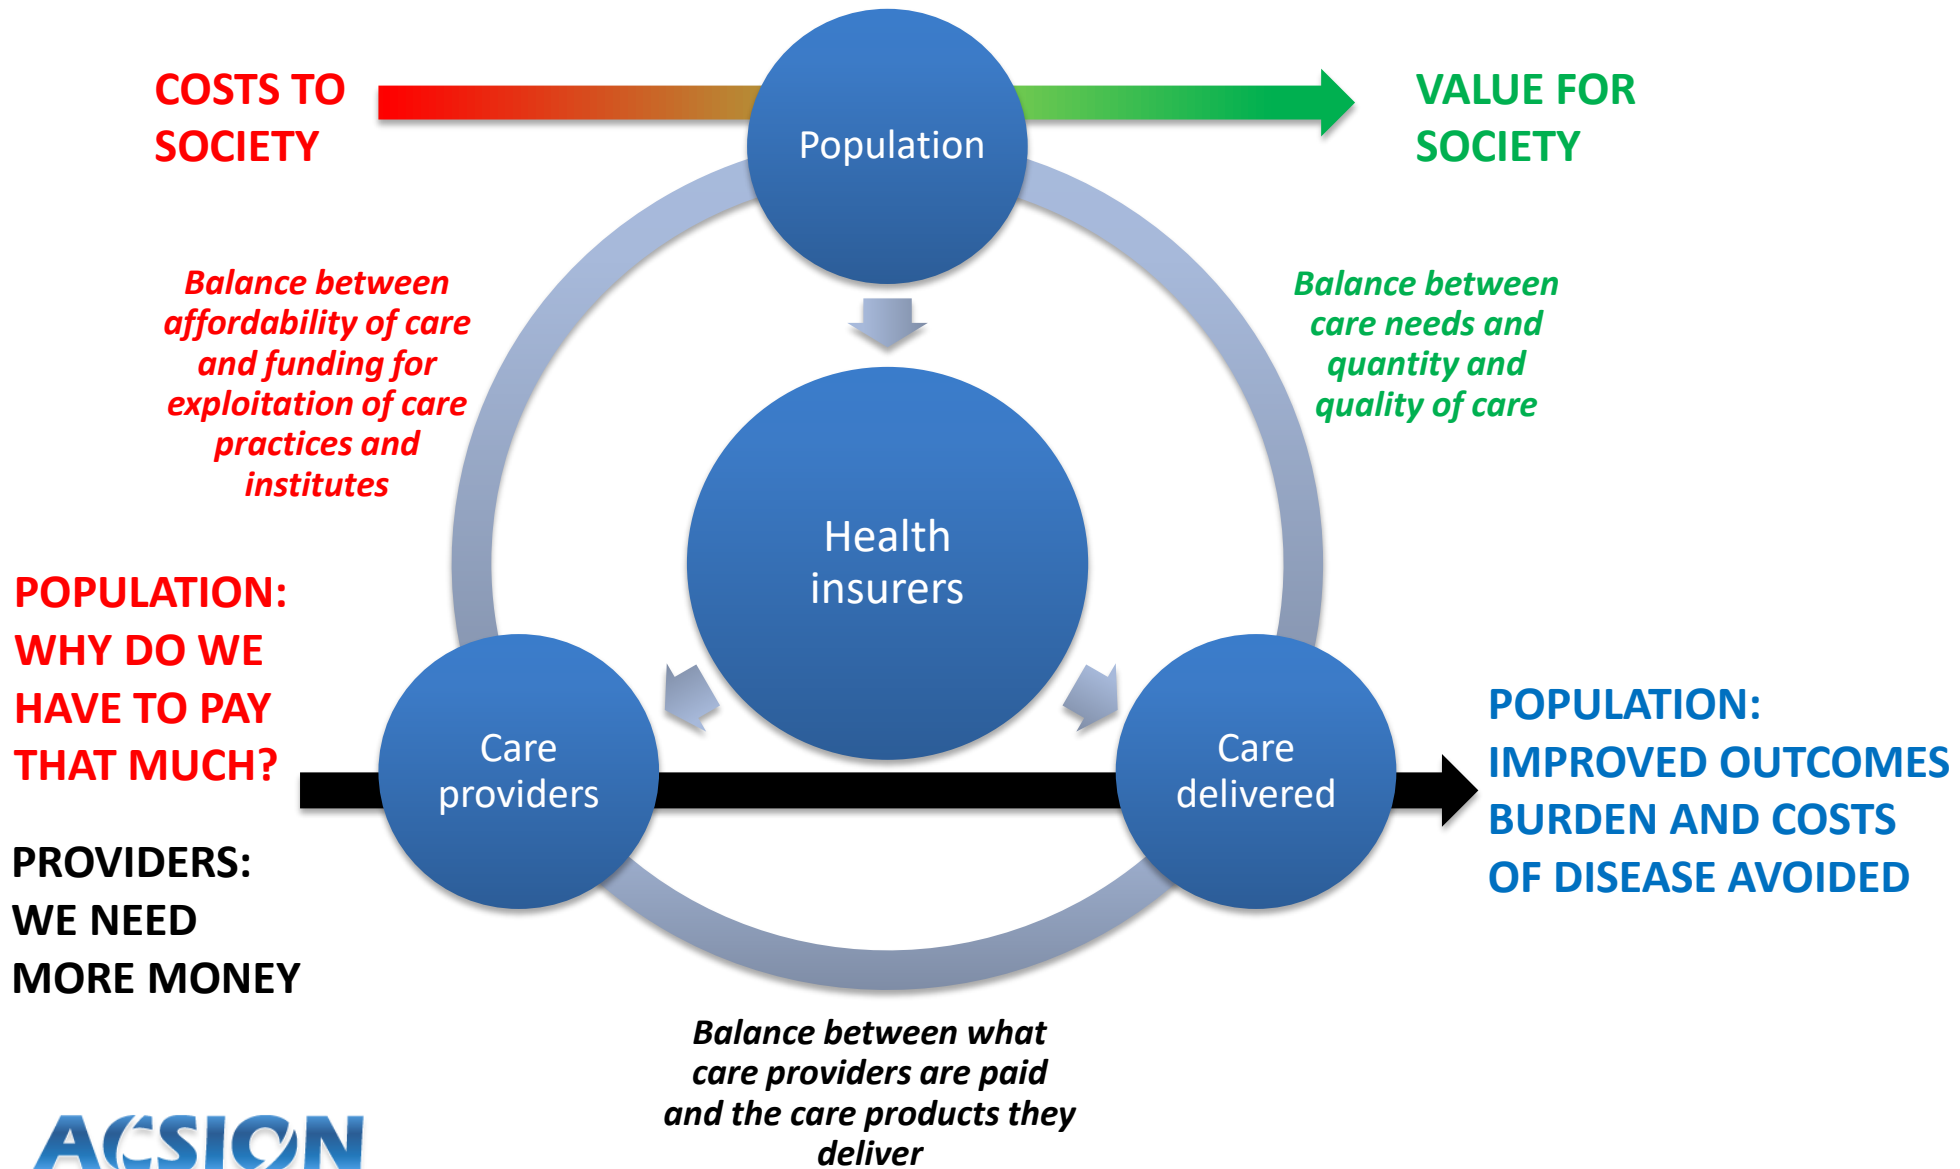 COSTS TO
SOCIETY
Population
VALUE FOR
SOCIETY
Balance between
affordability of care
and funding for
exploitation of care
practices and
institutes
Balance between
care needs and
quantity and
quality of care
Health
insurers
POPULATION:
WHY DO WE
HAVE TO PAY
THAT MUCH?
Care
providers
Care
delivered
POPULATION:
IMPROVED OUTCOMES
BURDEN AND COSTS
OF DISEASE AVOIDED
PROVIDERS:
WE NEED
MORE MONEY
Balance between what
care providers are paid
and the care products they
deliver
ACSION